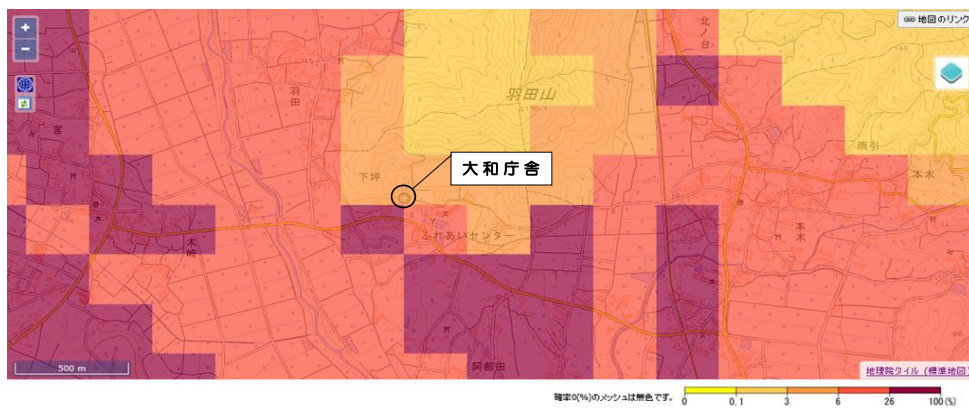 +
−
地図のリンク
北ノ台
145
羽田
宮
羽田山
雨引
大和庁舎
下坪
本木
ふれあいセンター
本木
木崎
阿部田
500 m
地理院タイル (標準地図)
確率0(%)のメッシュは無色です。
0 0.1 3 6 26 100(%)